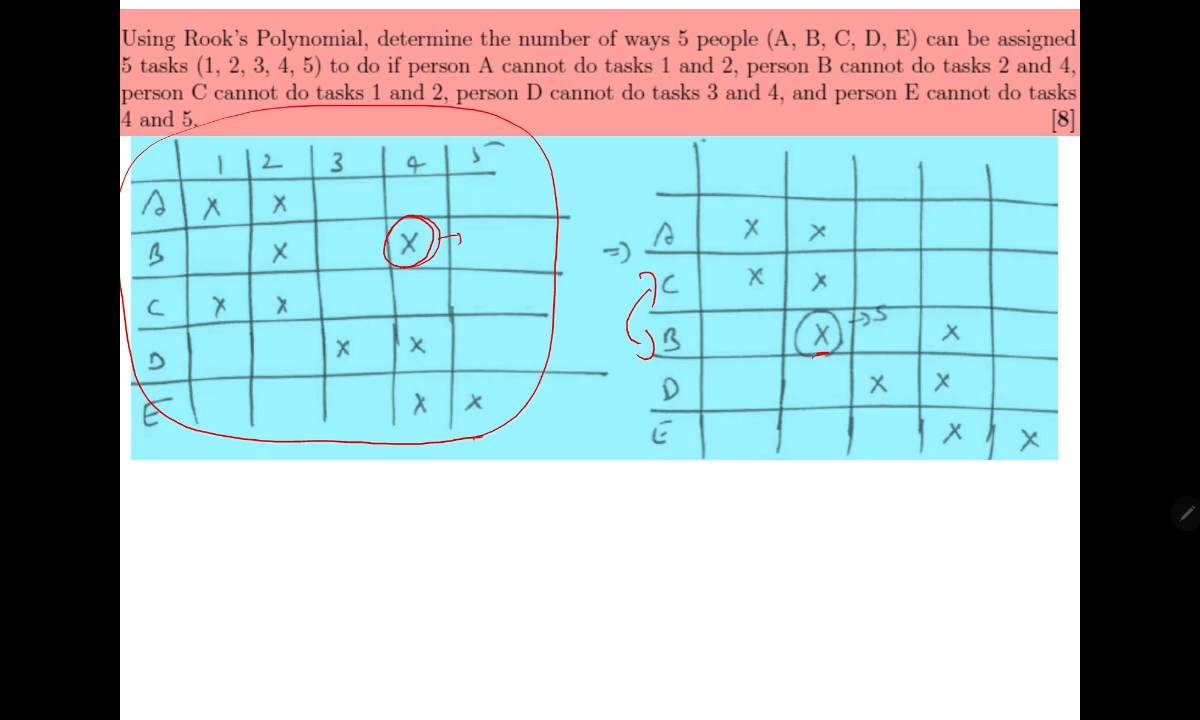 Using Rook's Polynomial, determine the number of ways 5 people (A, B, C, D, E) can be assigned
5 tasks (1, 2, 3, 4, 5) to do if person A cannot do tasks 1 and 2, person B cannot do tasks 2 and 4,
person C cannot do tasks 1 and 2, person D cannot do tasks 3 and 4, and person E cannot do tasks
4 and 5. [8]
1 2 3 4 5
A X X
B X X →
C X X
D X X
E X X
⇒
A X X
C X X
B X → S X
D X X
E X X